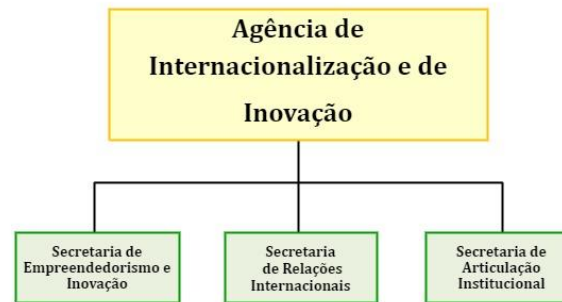 Agência de
Internacionalização e de
Inovação
Secretaria de
Empreendedorismo e
Inovação
Secretaria
de Relações
Internacionais
Secretaria de
Articulação
Institucional